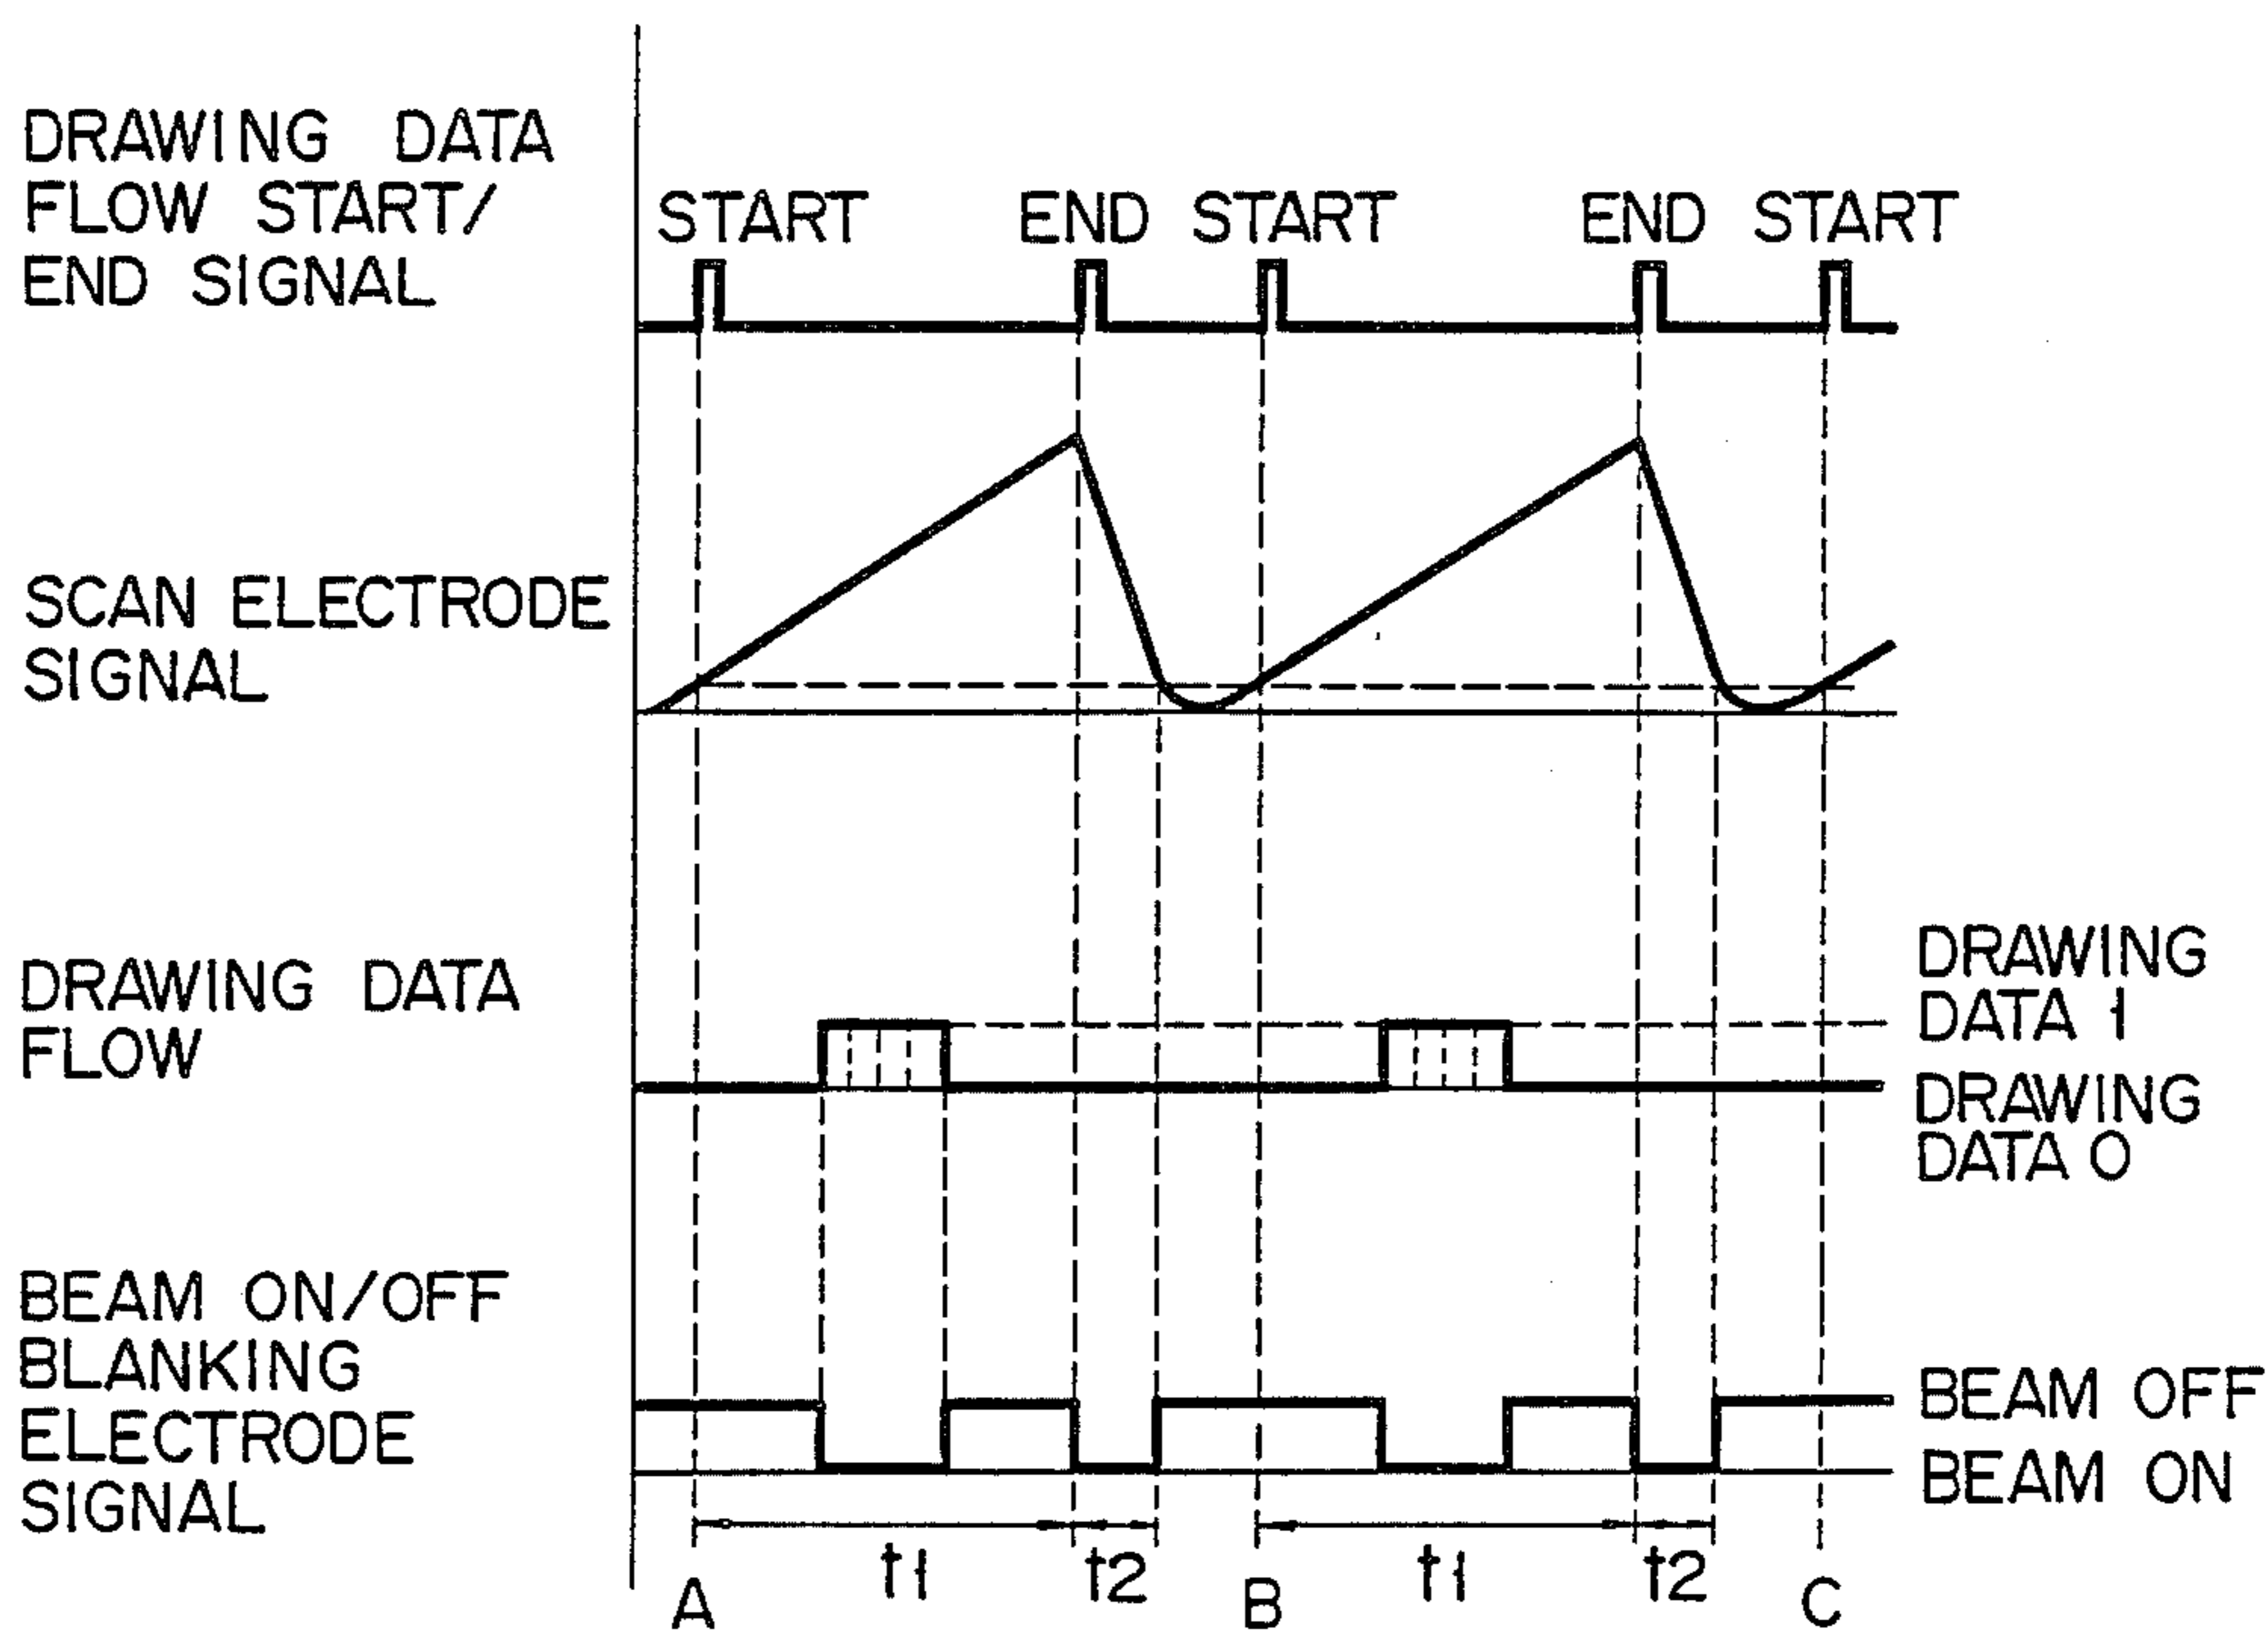 DRAWING DATA
FLOW START/
END SIGNAL
START END START END START
SCAN ELECTRODE
SIGNAL
DRAWING DATA
FLOW
DRAWING
DATA 1
DRAWING
DATA 0
BEAM ON/OFF
BLANKING
ELECTRODE
SIGNAL
BEAM OFF
BEAM ON
t1 t2 t1 t2
A B C